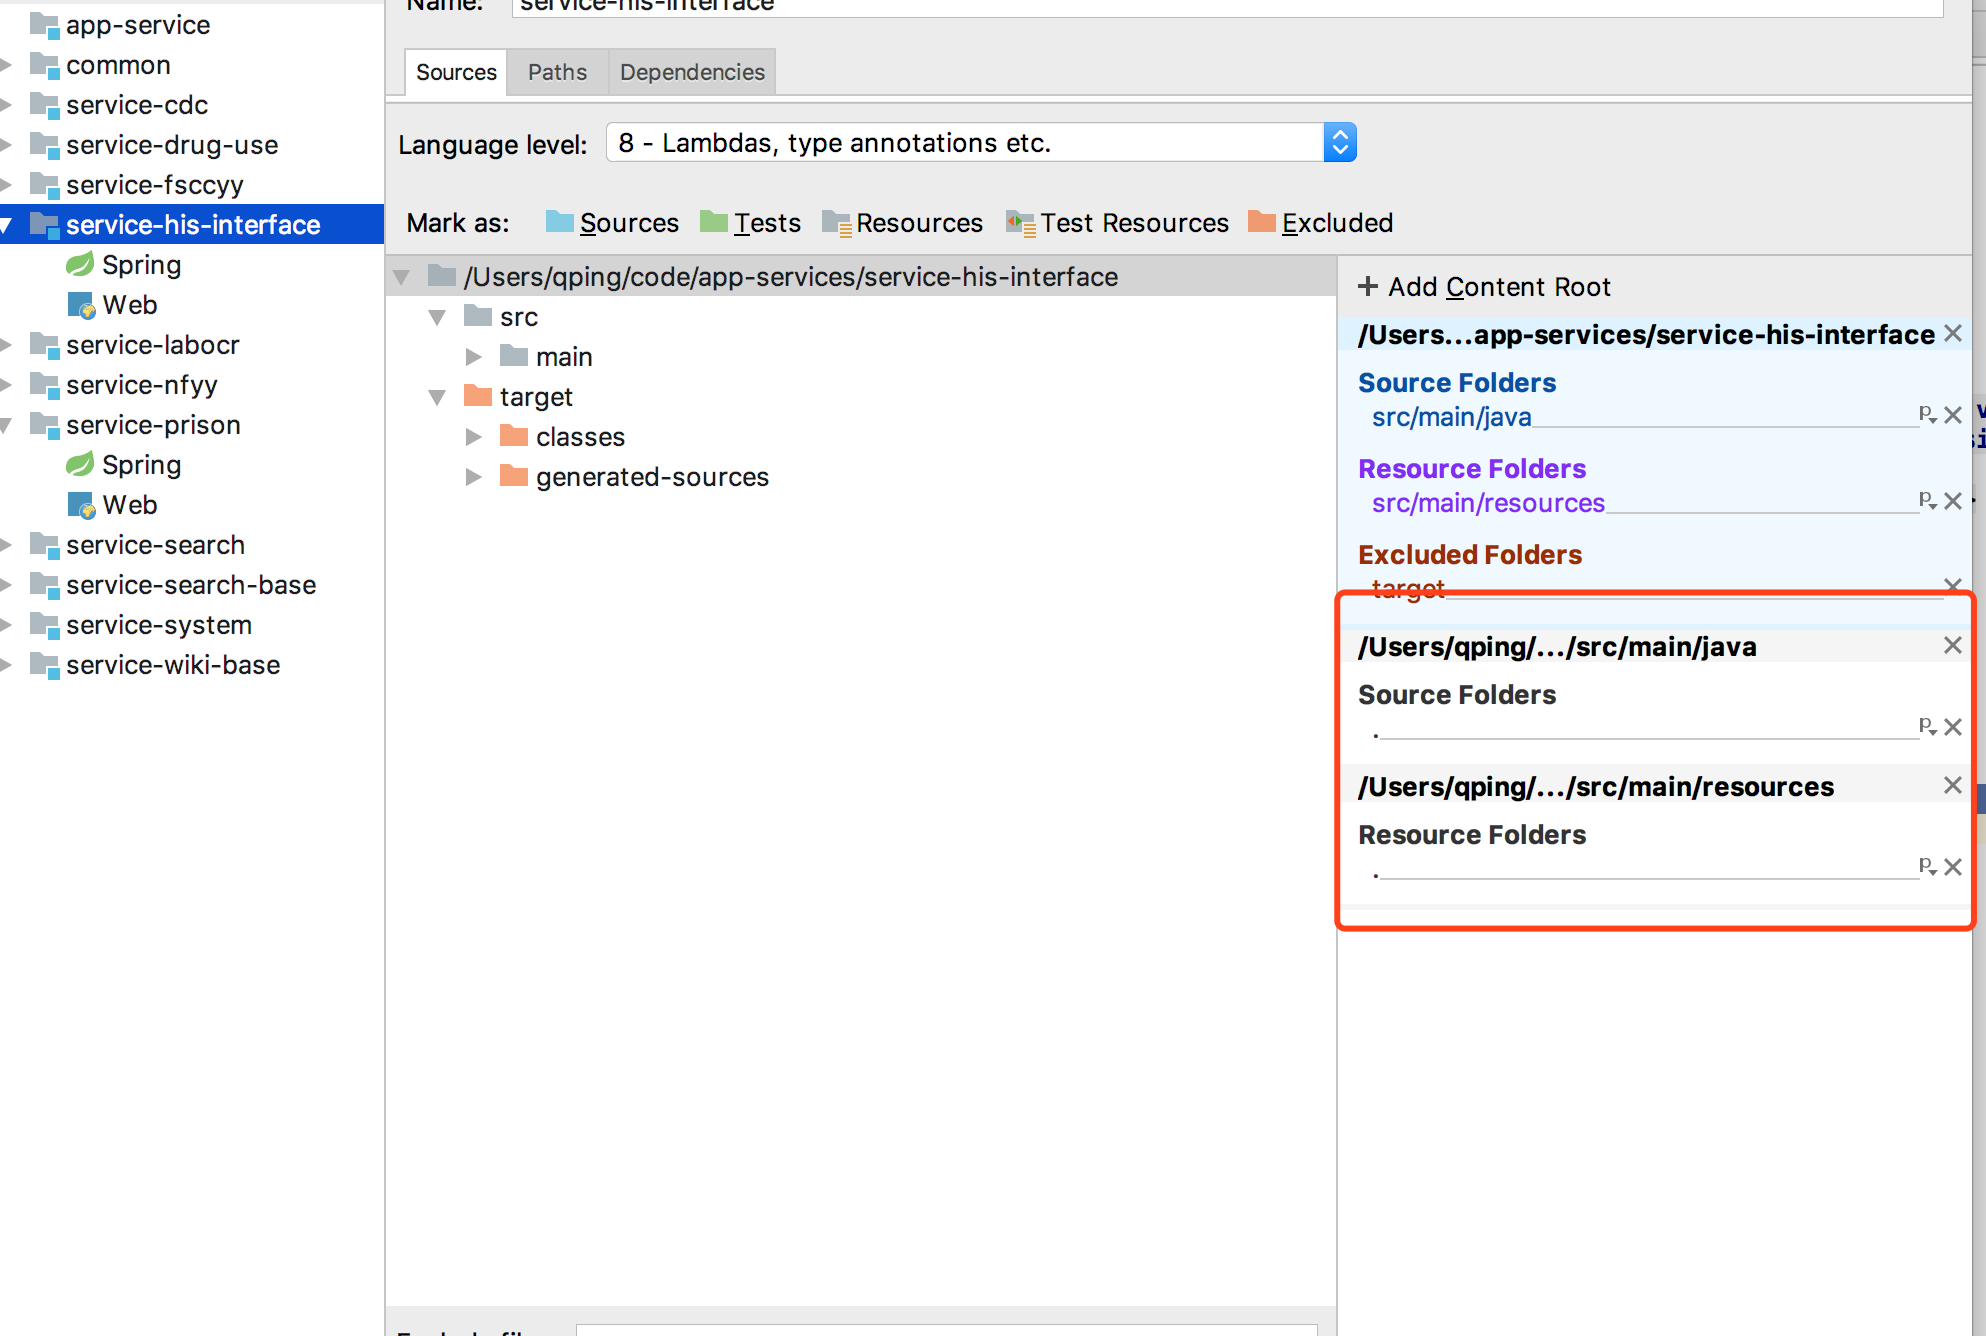 app-service
common
service-cdc
service-drug-use
service-fsccyy
service-his-interface
Spring
Web
service-labocr
service-nfyy
service-prison
Spring
Web
service-search
service-search-base
service-system
service-wiki-base
Name: service-his-interface
Sources Paths Dependencies
Language level: 8 - Lambdas, type annotations etc.
Mark as: Sources Tests Resources Test Resources Excluded
/Users/qping/code/app-services/service-his-interface
src
main
target
classes
generated-sources
+ Add Content Root
/Users...app-services/service-his-interface
Source Folders
src/main/java
Resource Folders
src/main/resources
Excluded Folders
target
/Users/qping/.../src/main/java
Source Folders
.
/Users/qping/.../src/main/resources
Resource Folders
.